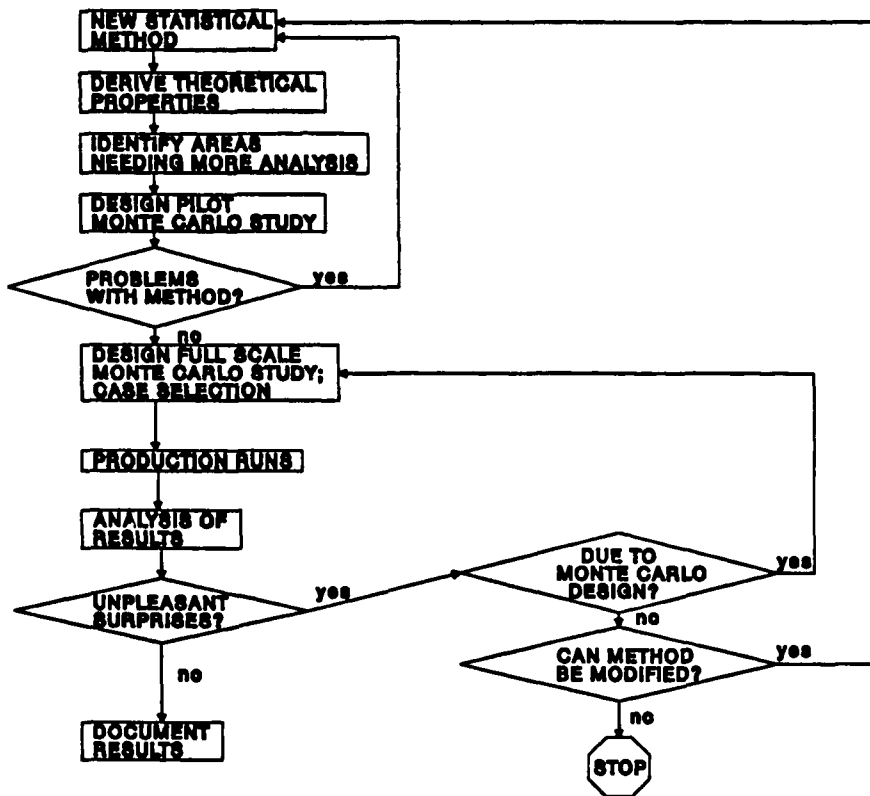 NEW STATISTICAL
METHOD
DERIVE THEORETICAL
PROPERTIES
IDENTIFY AREAS
NEEDING MORE ANALYSIS
DESIGN PILOT
MONTE CARLO STUDY
PROBLEMS
WITH METHOD?
yes
no
DESIGN FULL SCALE
MONTE CARLO STUDY;
CASE SELECTION
PRODUCTION RUNS
ANALYSIS OF
RESULTS
UNPLEASANT
SURPRISES?
yes
no
DOCUMENT
RESULTS
DUE TO
MONTE CARLO
DESIGN?
yes
no
CAN METHOD
BE MODIFIED?
yes
no
STOP